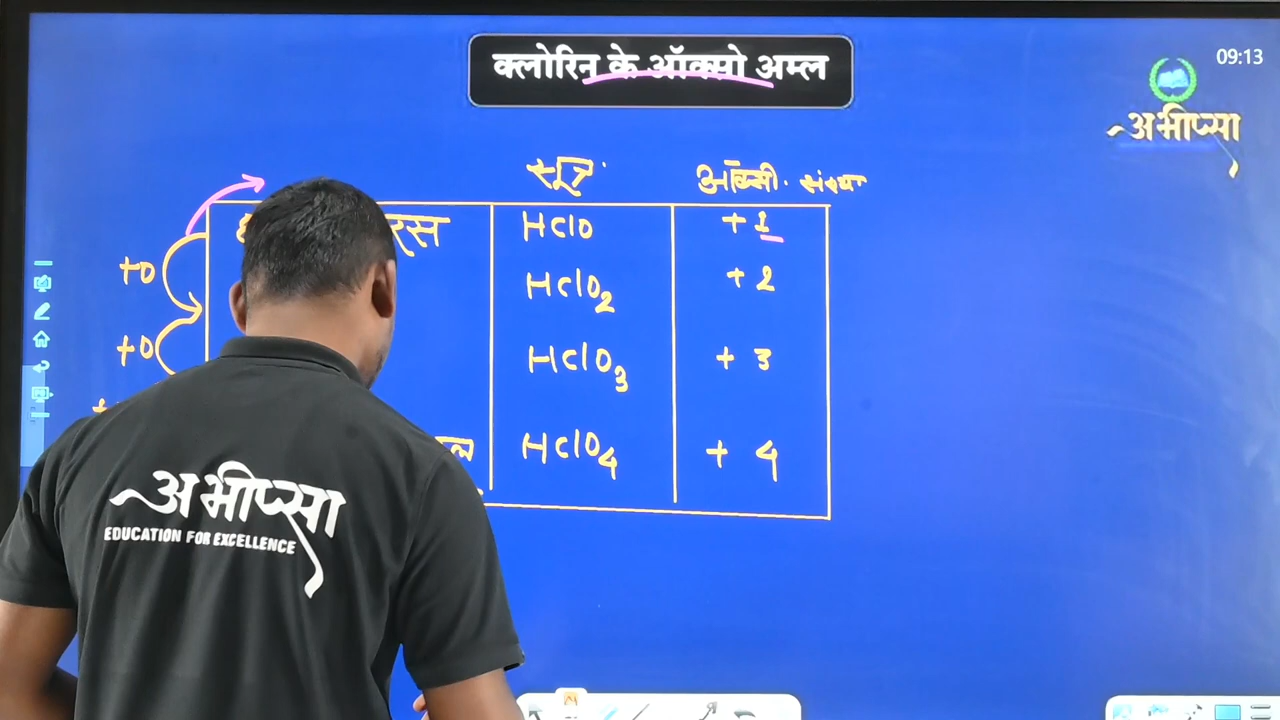 क्लोरिन के ऑक्सो अम्ल
09:13
अभीप्सा
सूत्र ऑक्सी. संख्या
रस HClO +1
+0
HClO2 +2
+0
HClO3 +3
HClO4 +4
अभीप्सा
EDUCATION FOR EXCELLENCE